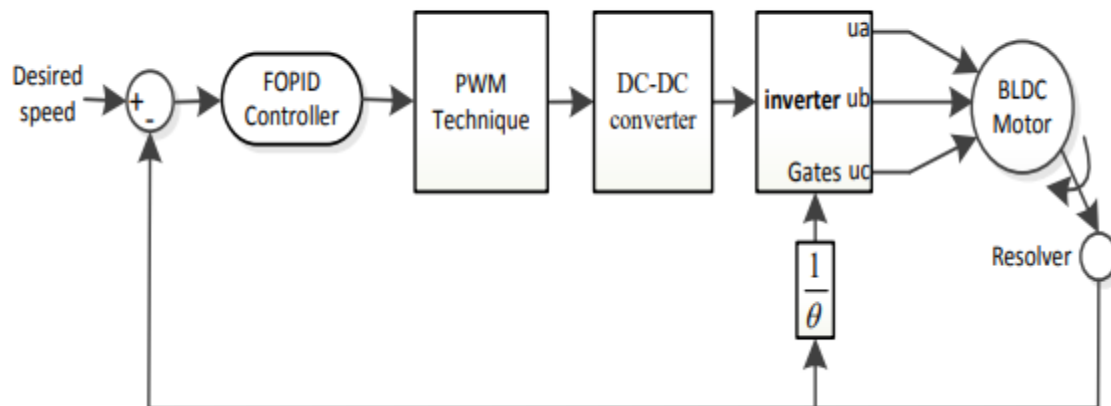 Desired
speed
+
-
FOPID
Controller
PWM
Technique
DC-DC
converter
inverter
ua
ub
Gates uc
BLDC
Motor
Resolver
1
θ